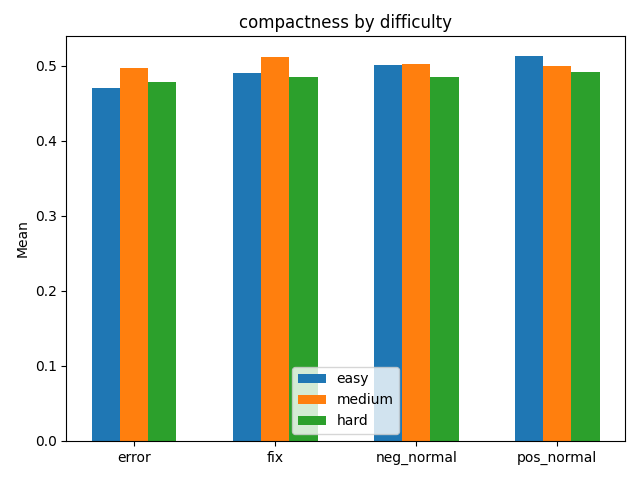 compactness by difficulty
Mean
0.5
0.4
0.3
0.2
0.1
0.0
easy
medium
hard
error
fix
neg_normal
pos_normal